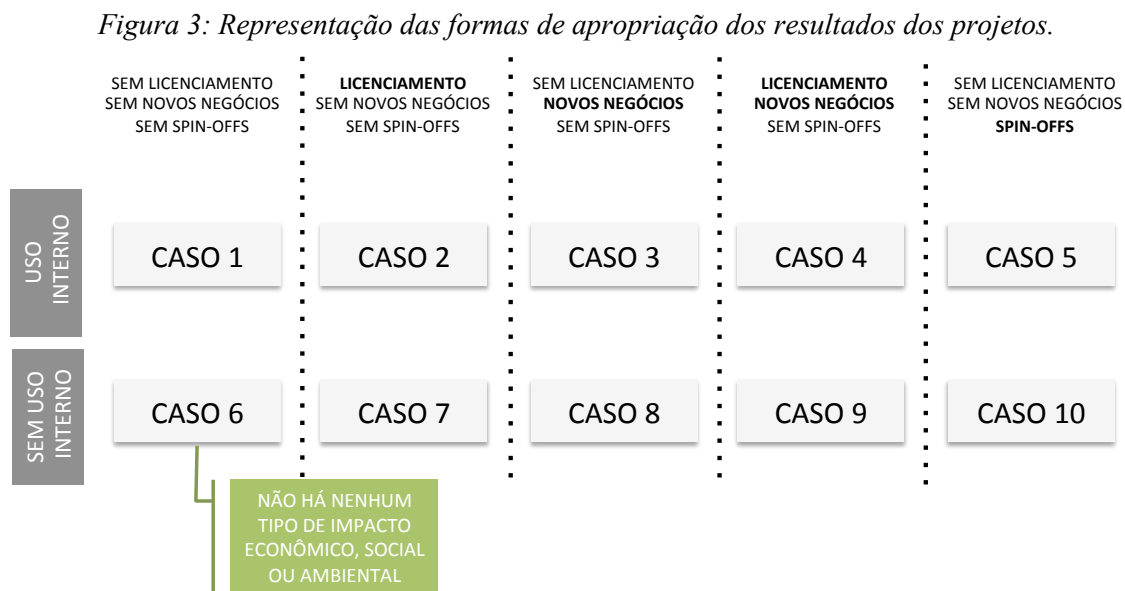 Figura 3: Representação das formas de apropriação dos resultados dos projetos.
SEM LICENCIAMENTO
SEM NOVOS NEGÓCIOS
SEM SPIN-OFFS
LICENCIAMENTO
SEM NOVOS NEGÓCIOS
SEM SPIN-OFFS
SEM LICENCIAMENTO
NOVOS NEGÓCIOS
SEM SPIN-OFFS
LICENCIAMENTO
NOVOS NEGÓCIOS
SEM SPIN-OFFS
SEM LICENCIAMENTO
SEM NOVOS NEGÓCIOS
SPIN-OFFS
USO
INTERNO
CASO 1
CASO 2
CASO 3
CASO 4
CASO 5
SEM USO
INTERNO
CASO 6
CASO 7
CASO 8
CASO 9
CASO 10
NÃO HÁ NENHUM
TIPO DE IMPACTO
ECONÔMICO, SOCIAL
OU AMBIENTAL